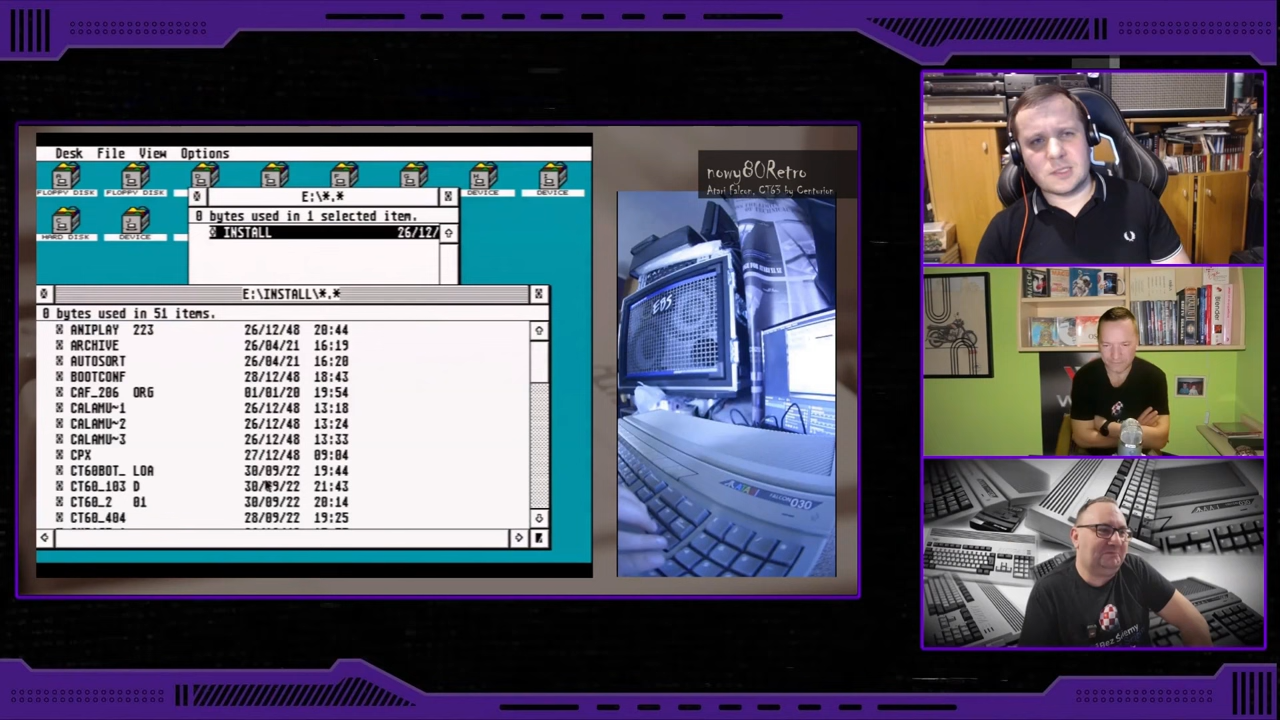 Desk File View Options
FLOPPY DISK FLOPPY DISK DEVICE DEVICE
E:\*.*
0 bytes used in 1 selected item.
INSTALL 26/12/
HARD DISK DEVICE
E:\INSTALL\*.*
0 bytes used in 51 items.
ANIPLAY 223 26/12/48 20:44
ARCHIVE 26/04/21 16:19
AUTOSORT 26/04/21 16:20
BOOTCONF 28/12/48 18:43
CAF_206 ORG 01/01/20 19:54
CALAMU~1 26/12/48 13:18
CALAMU~2 26/12/48 13:24
CALAMU~3 26/12/48 13:33
CPX 27/12/48 09:04
CT60BOT_ LOA 30/09/22 19:44
CT60_103 D 30/09/22 21:43
CT60_2 01 30/09/22 20:14
CT60_404 28/09/22 19:25
nowy80Retro
Atari Falcon, CT63 by Centurion
EBS
ATARI FALCON 030
Blender
Bez Ściemy